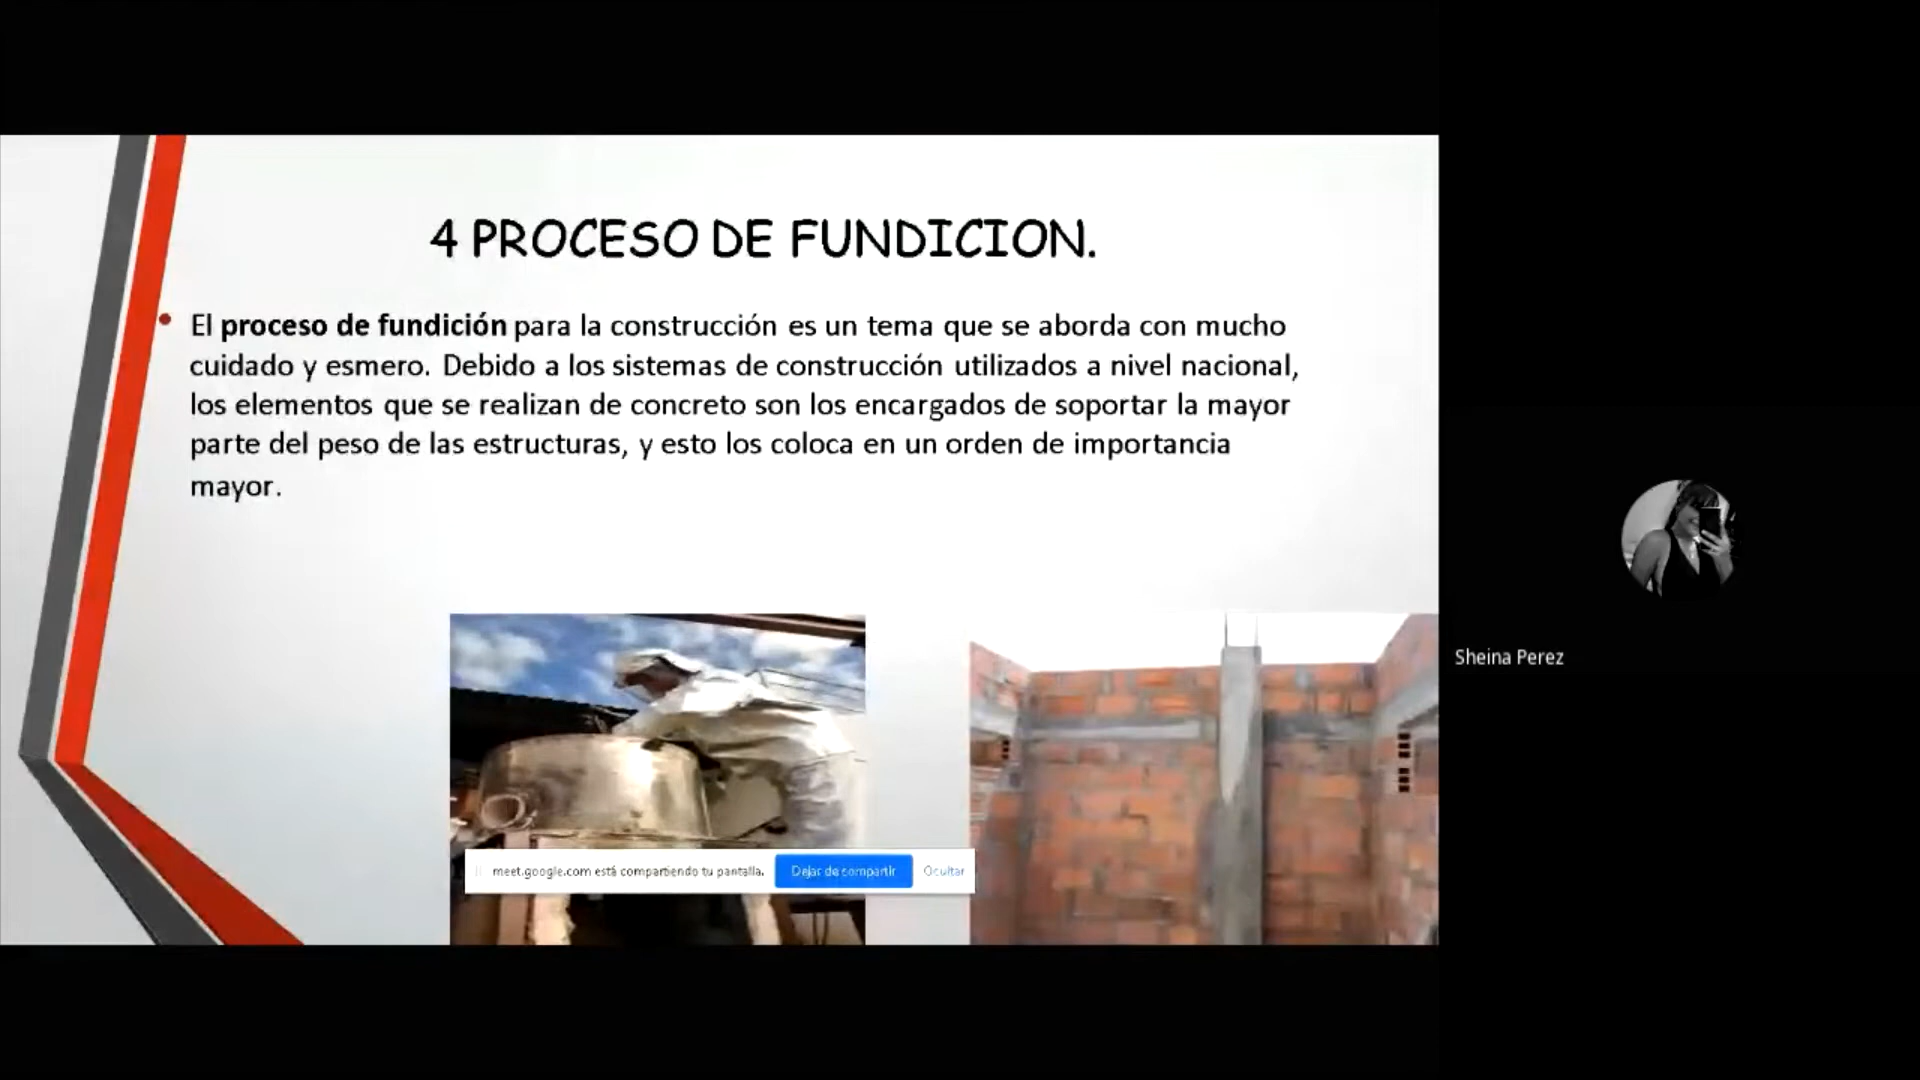 4 PROCESO DE FUNDICION.
• El proceso de fundición para la construcción es un tema que se aborda con mucho
cuidado y esmero. Debido a los sistemas de construcción utilizados a nivel nacional,
los elementos que se realizan de concreto son los encargados de soportar la mayor
parte del peso de las estructuras, y esto los coloca en un orden de importancia
mayor.
Sheina Perez
meet.google.com está compartiendo tu pantalla. Dejar de compartir Ocultar